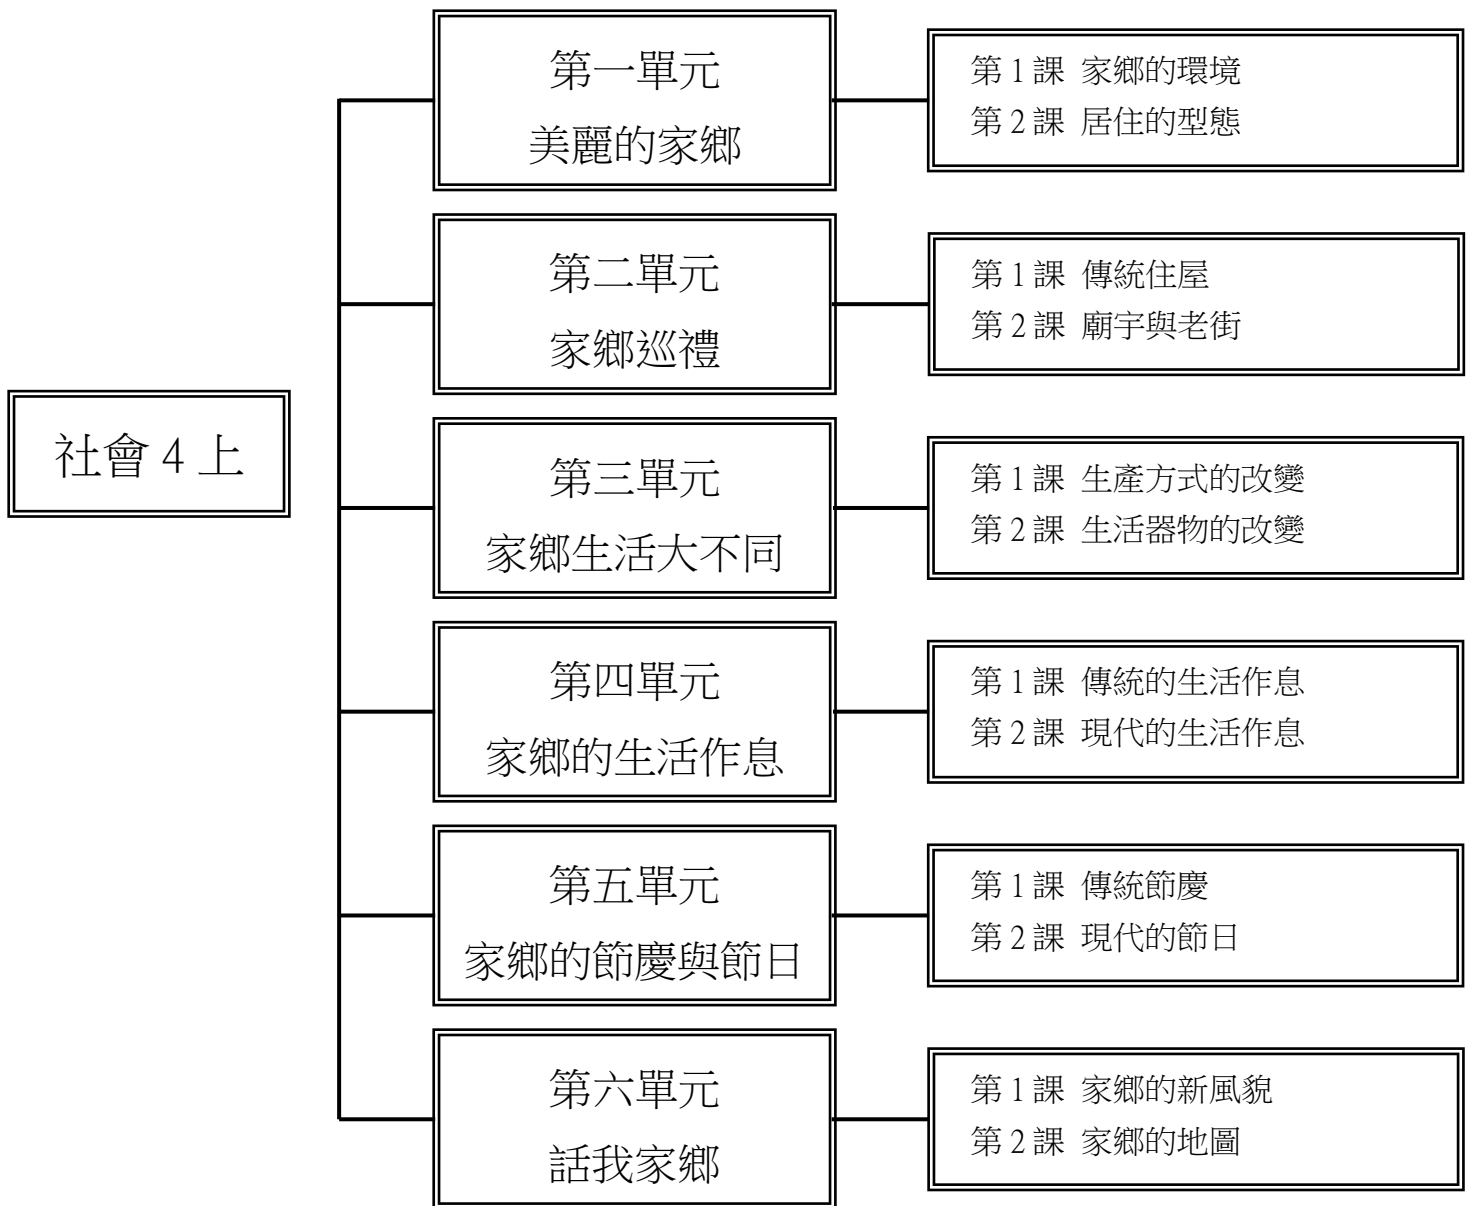 社會 4 上
第一單元
美麗的家鄉
第 1 課 家鄉的環境
第 2 課 居住的型態
第二單元
家鄉巡禮
第 1 課 傳統住屋
第 2 課 廟宇與老街
第三單元
家鄉生活大不同
第 1 課 生產方式的改變
第 2 課 生活器物的改變
第四單元
家鄉的生活作息
第 1 課 傳統的生活作息
第 2 課 現代的生活作息
第五單元
家鄉的節慶與節日
第 1 課 傳統節慶
第 2 課 現代的節日
第六單元
話我家鄉
第 1 課 家鄉的新風貌
第 2 課 家鄉的地圖